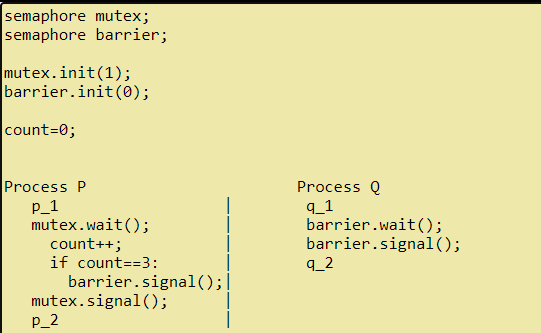 semaphore mutex;
semaphore barrier;
mutex.init(1);
barrier.init(0);
count=0;
Process P                       Process Q
   p_1                  |        q_1
   mutex.wait();        |        barrier.wait();
     count++;           |        barrier.signal();
     if count==3:       |        q_2
       barrier.signal();|
   mutex.signal();      |
   p_2                  |